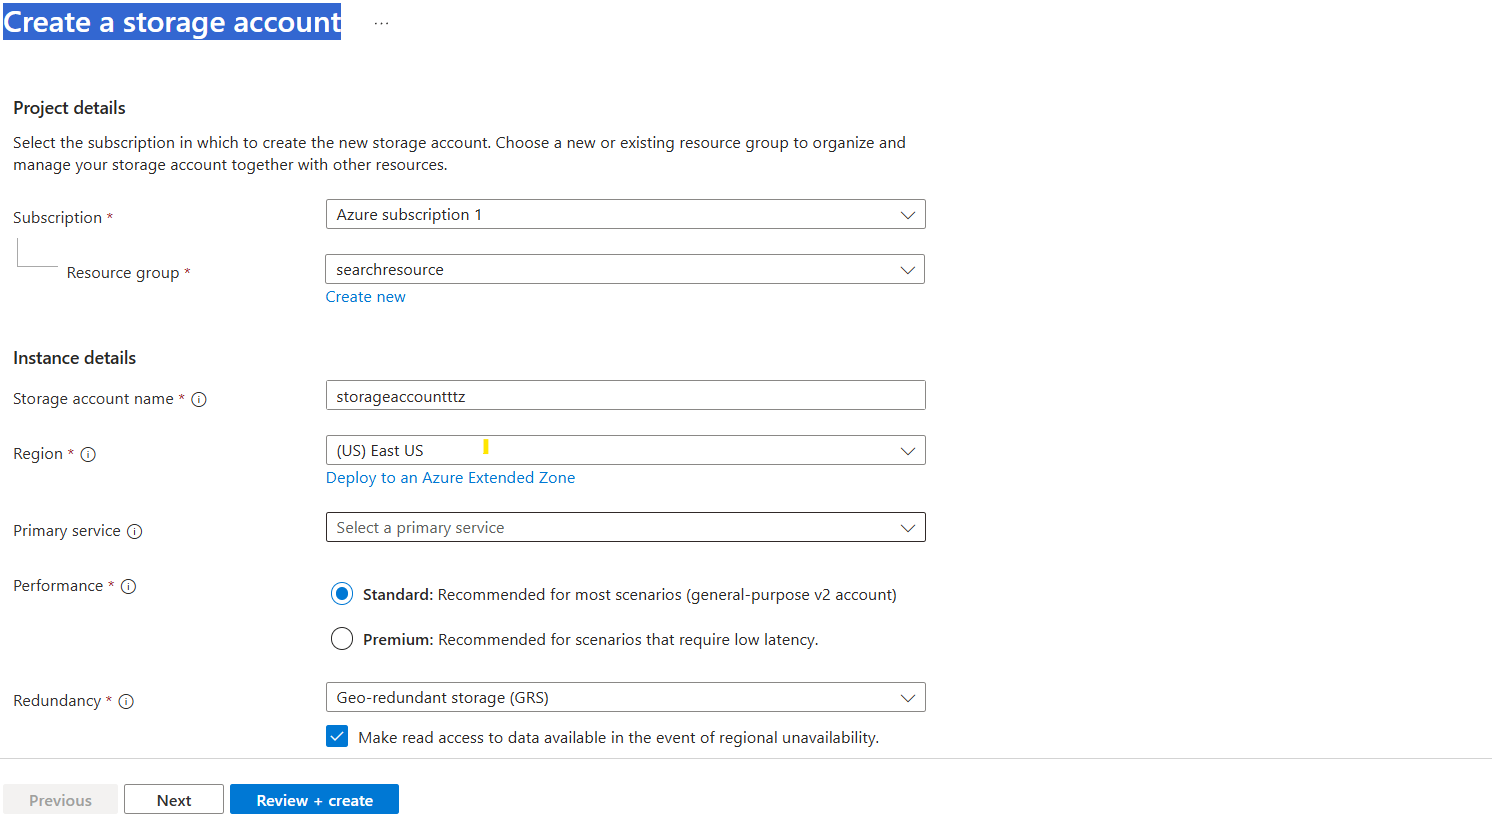 Create a storage account ...
Project details
Select the subscription in which to create the new storage account. Choose a new or existing resource group to organize and
manage your storage account together with other resources.
Subscription * Azure subscription 1
Resource group * searchresource
Create new
Instance details
Storage account name * storageaccountttz
Region * (US) East US
Deploy to an Azure Extended Zone
Primary service Select a primary service
Performance * Standard: Recommended for most scenarios (general-purpose v2 account)
Premium: Recommended for scenarios that require low latency.
Redundancy * Geo-redundant storage (GRS)
Make read access to data available in the event of regional unavailability.
Previous Next Review + create